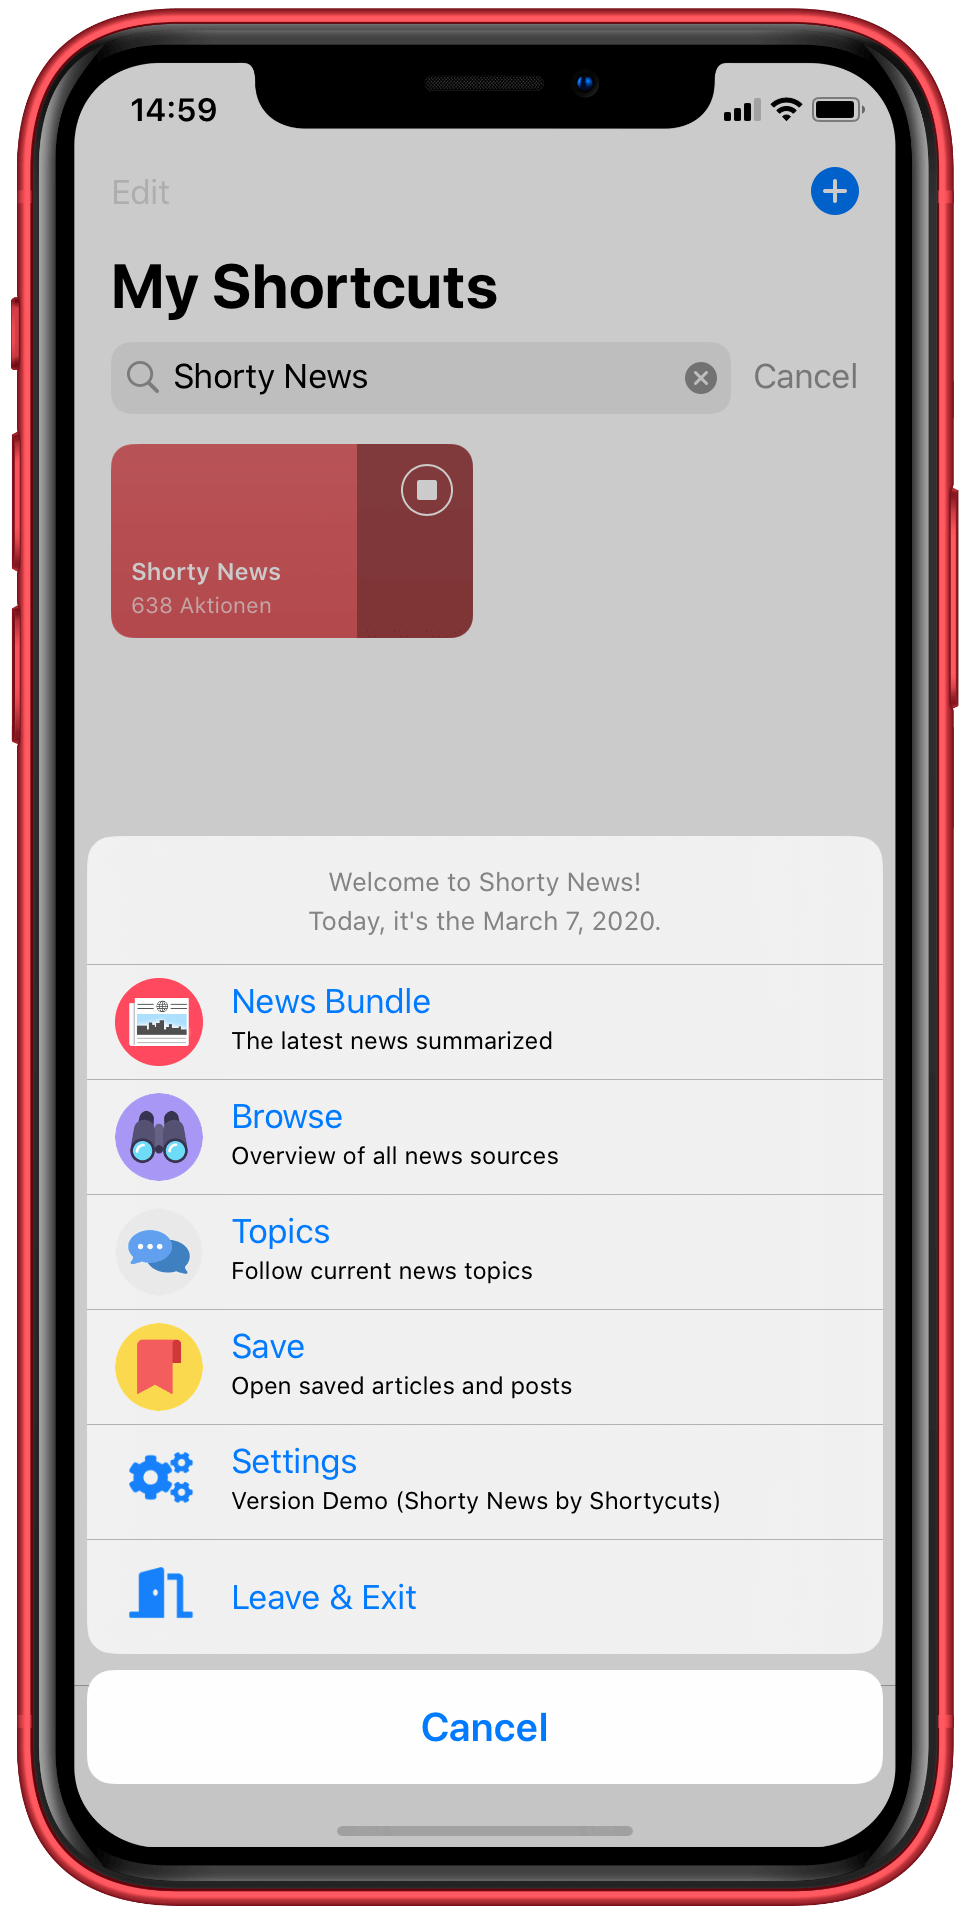 14:59
Edit
My Shortcuts
Shorty News
Cancel
Shorty News
638 Aktionen
Welcome to Shorty News!
Today, it's the March 7, 2020.
News Bundle
The latest news summarized
Browse
Overview of all news sources
Topics
Follow current news topics
Save
Open saved articles and posts
Settings
Version Demo (Shorty News by Shortycuts)
Leave & Exit
Cancel